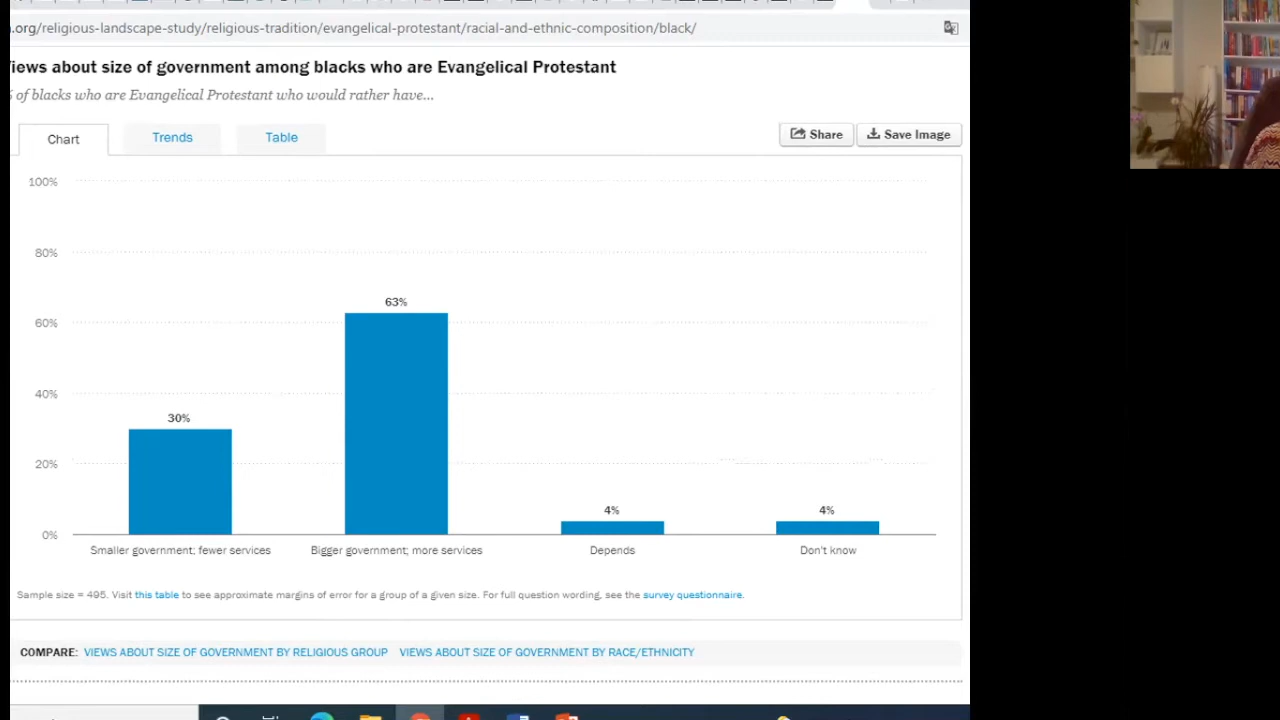 .org/religious-landscape-study/religious-tradition/evangelical-protestant/racial-and-ethnic-composition/black/
Views about size of government among blacks who are Evangelical Protestant
% of blacks who are Evangelical Protestant who would rather have...
Chart Trends Table Share Save Image
100%
80%
63%
60%
40%
30%
20%
4% 4%
0%
Smaller government; fewer services Bigger government; more services Depends Don't know
Sample size = 495. Visit this table to see approximate margins of error for a group of a given size. For full question wording, see the survey questionnaire.
COMPARE: VIEWS ABOUT SIZE OF GOVERNMENT BY RELIGIOUS GROUP VIEWS ABOUT SIZE OF GOVERNMENT BY RACE/ETHNICITY